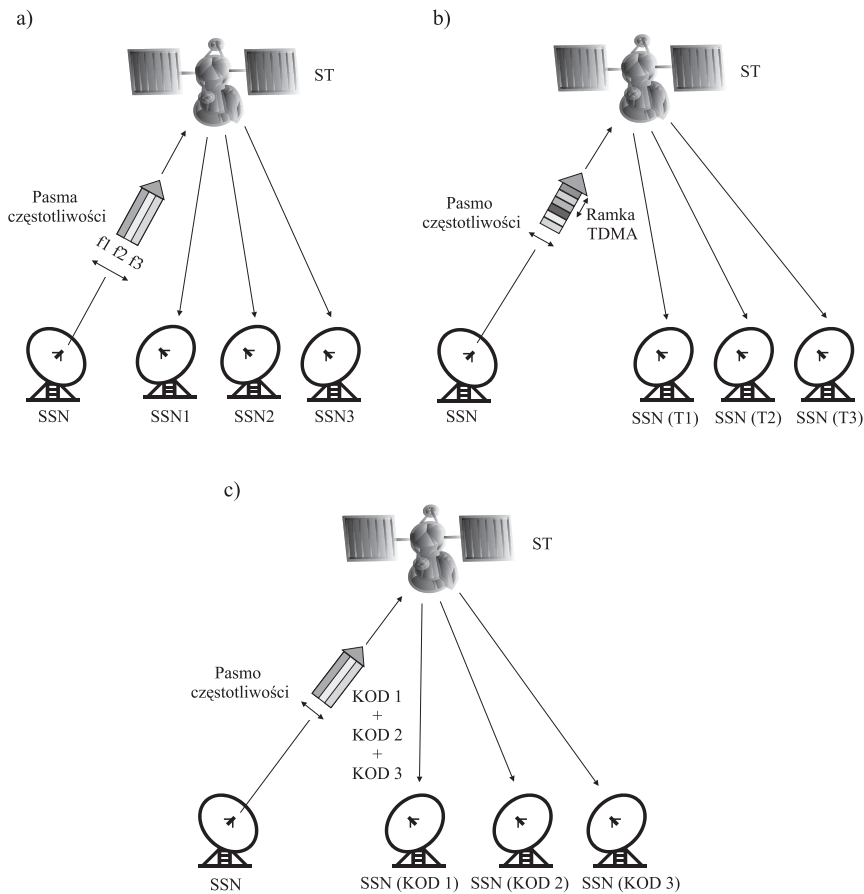 a)
ST
Pasma
częstotliwości
f1 f2 f3
SSN
SSN1
SSN2
SSN3
b)
ST
Pasmo
częstotliwości
Ramka
TDMA
SSN
SSN (T1)
SSN (T2)
SSN (T3)
c)
ST
Pasmo
częstotliwości
KOD 1
+
KOD 2
+
KOD 3
SSN
SSN (KOD 1)
SSN (KOD 2)
SSN (KOD 3)